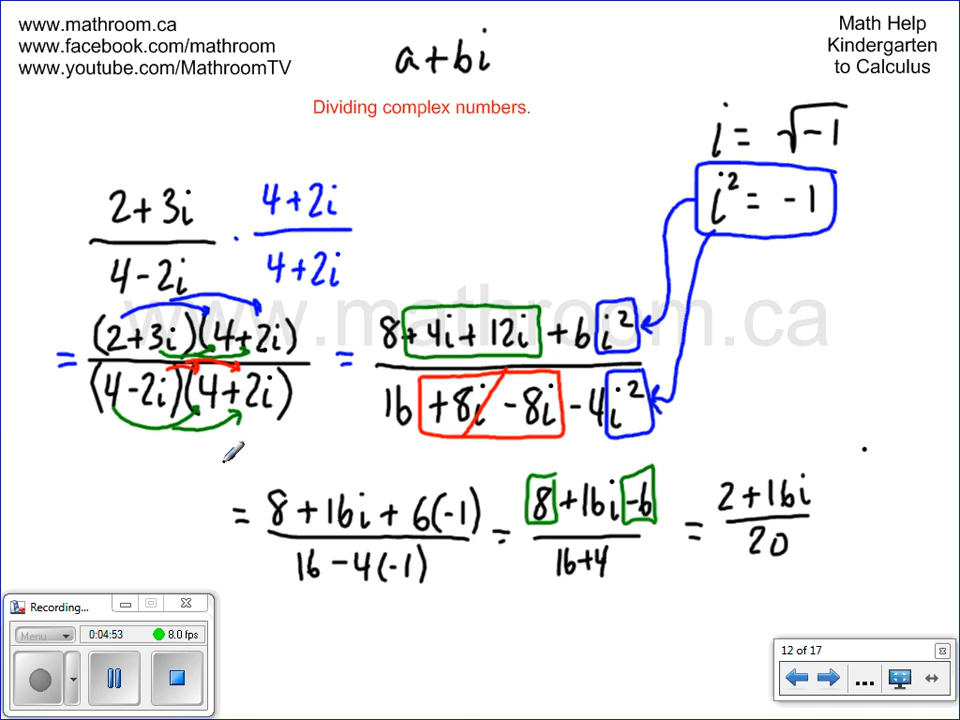 www.mathroom.ca
www.facebook.com/mathroom
www.youtube.com/MathroomTV
a+bi
Math Help
Kindergarten
to Calculus
Dividing complex numbers.
i = √-1
i² = -1
2+3i / 4-2i · 4+2i / 4+2i
www.mathroom.ca
= (2+3i)(4+2i) / (4-2i)(4+2i) = 8+4i+12i+6i² / 16+8i-8i-4i²
= 8+16i+6(-1) / 16-4(-1) = 8+16i-6 / 16+4 = 2+16i / 20
Recording...
Menu
0:04:53
8.0 fps
12 of 17
...